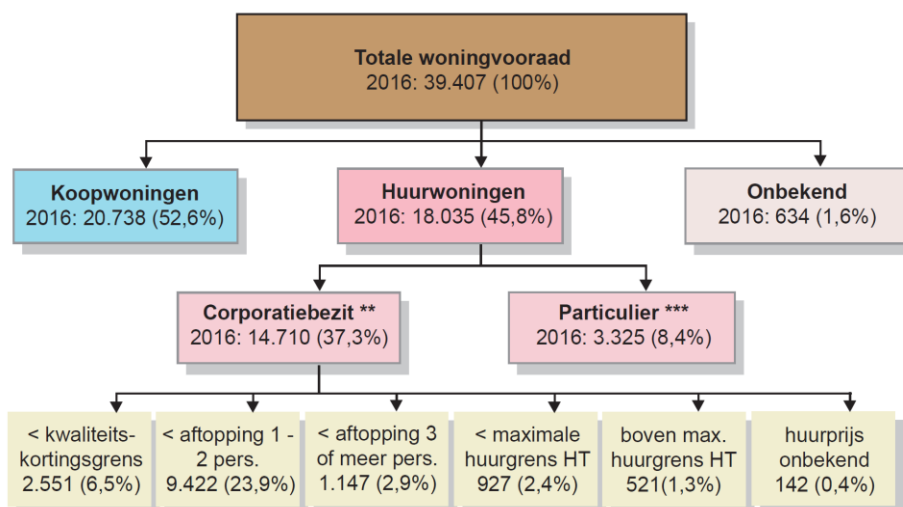 Totale woningvooraad
2016: 39.407 (100%)
Koopwoningen
2016: 20.738 (52,6%)
Huurwoningen
2016: 18.035 (45,8%)
Onbekend
2016: 634 (1,6%)
Corporatiebezit **
2016: 14.710 (37,3%)
Particulier ***
2016: 3.325 (8,4%)
< kwaliteits-
kortingsgrens
2.551 (6,5%)
< aftopping 1 -
2 pers.
9.422 (23,9%)
< aftopping 3
of meer pers.
1.147 (2,9%)
< maximale
huurgrens HT
927 (2,4%)
boven max.
huurgrens HT
521(1,3%)
huurprijs
onbekend
142 (0,4%)